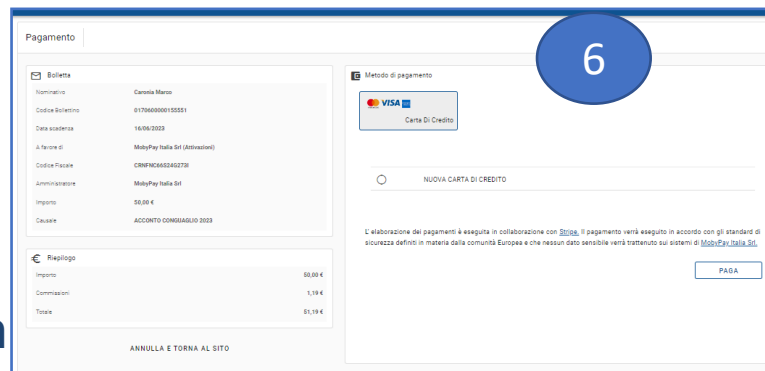 Pagamento
6
Bolletta
Nominativo Caronia Marco
Codice Bollettino 0170600000155551
Data scadenza 16/06/2023
A favore di MobyPay Italia Srl (Attivazioni)
Codice Fiscale CRNFNC66S24G273I
Amministratore MobyPay Italia Srl
Importo 50,00 €
Causale ACCONTO CONGUAGLIO 2023
Riepilogo
Importo 50,00 €
Commissioni 1,19 €
Totale 51,19 €
ANNULLA E TORNA AL SITO
Metodo di pagamento
VISA
Carta Di Credito
NUOVA CARTA DI CREDITO
L' elaborazione dei pagamenti è eseguita in collaborazione con Stripe. Il pagamento verrà eseguito in accordo con gli standard di
sicurezza definiti in materia dalla comunità Europea e che nessun dato sensibile verrà trattenuto sui sistemi di MobyPay Italia Srl.
PAGA